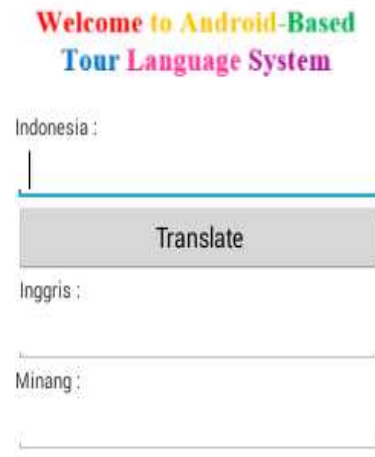 Welcome to Android-Based
Tour Language System
Indonesia :
Translate
Inggris :
Minang :